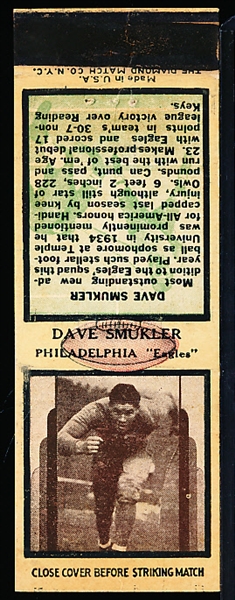 CLOSE COVER BEFORE STRIKING MATCH
DAVE SMUKLER
PHILADELPHIA "Eagles"
DAVE SMUKLER
Most outstanding new ad-
dition to the Eagles' squad this
year. Played such stellar foot-
ball as sophomore at Temple
University in 1934 that he
was prominently mentioned
for All-America honors. Handi-
capped last season by knee
injury, although still star of
Owls. 6 feet, 2 inches, 228
pounds. Can punt, pass and
run with the best of 'em. Age
23. Makes professional debut
with Eagles and scored 17
points in team's 30-7 non-
league victory over Reading
Keys.
Made in U.S.A.
THE DIAMOND MATCH CO. N.Y.C.